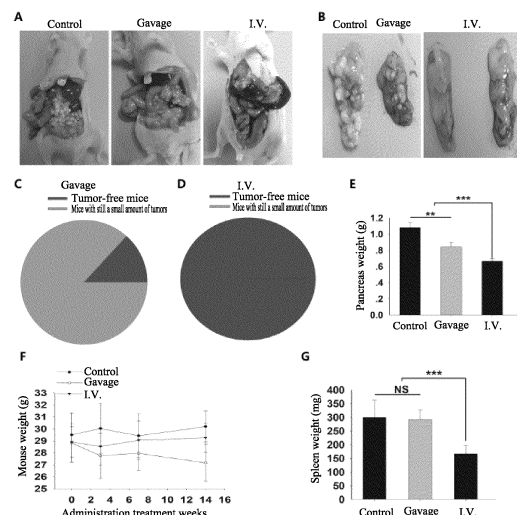 A
Control
Gavage
I.V.
B
Control
Gavage
I.V.
C
Gavage
Tumor-free mice
Mice with still a small amount of tumors
D
I.V.
Tumor-free mice
Mice with still a small amount of tumors
E
Pancreas weight (g)
1.2
1.0
.8
.6
.4
.2
0.0
**
***
Control
Gavage
I.V.
F
Control
Gavage
I.V.
Mouse weight (g)
33
32
31
30
29
28
27
26
25
0 2 4 6 8 10 12 14 16
Administration treatment weeks
G
Spleen weight (mg)
400
350
300
250
200
150
100
50
0
NS
***
Control
Gavage
I.V.